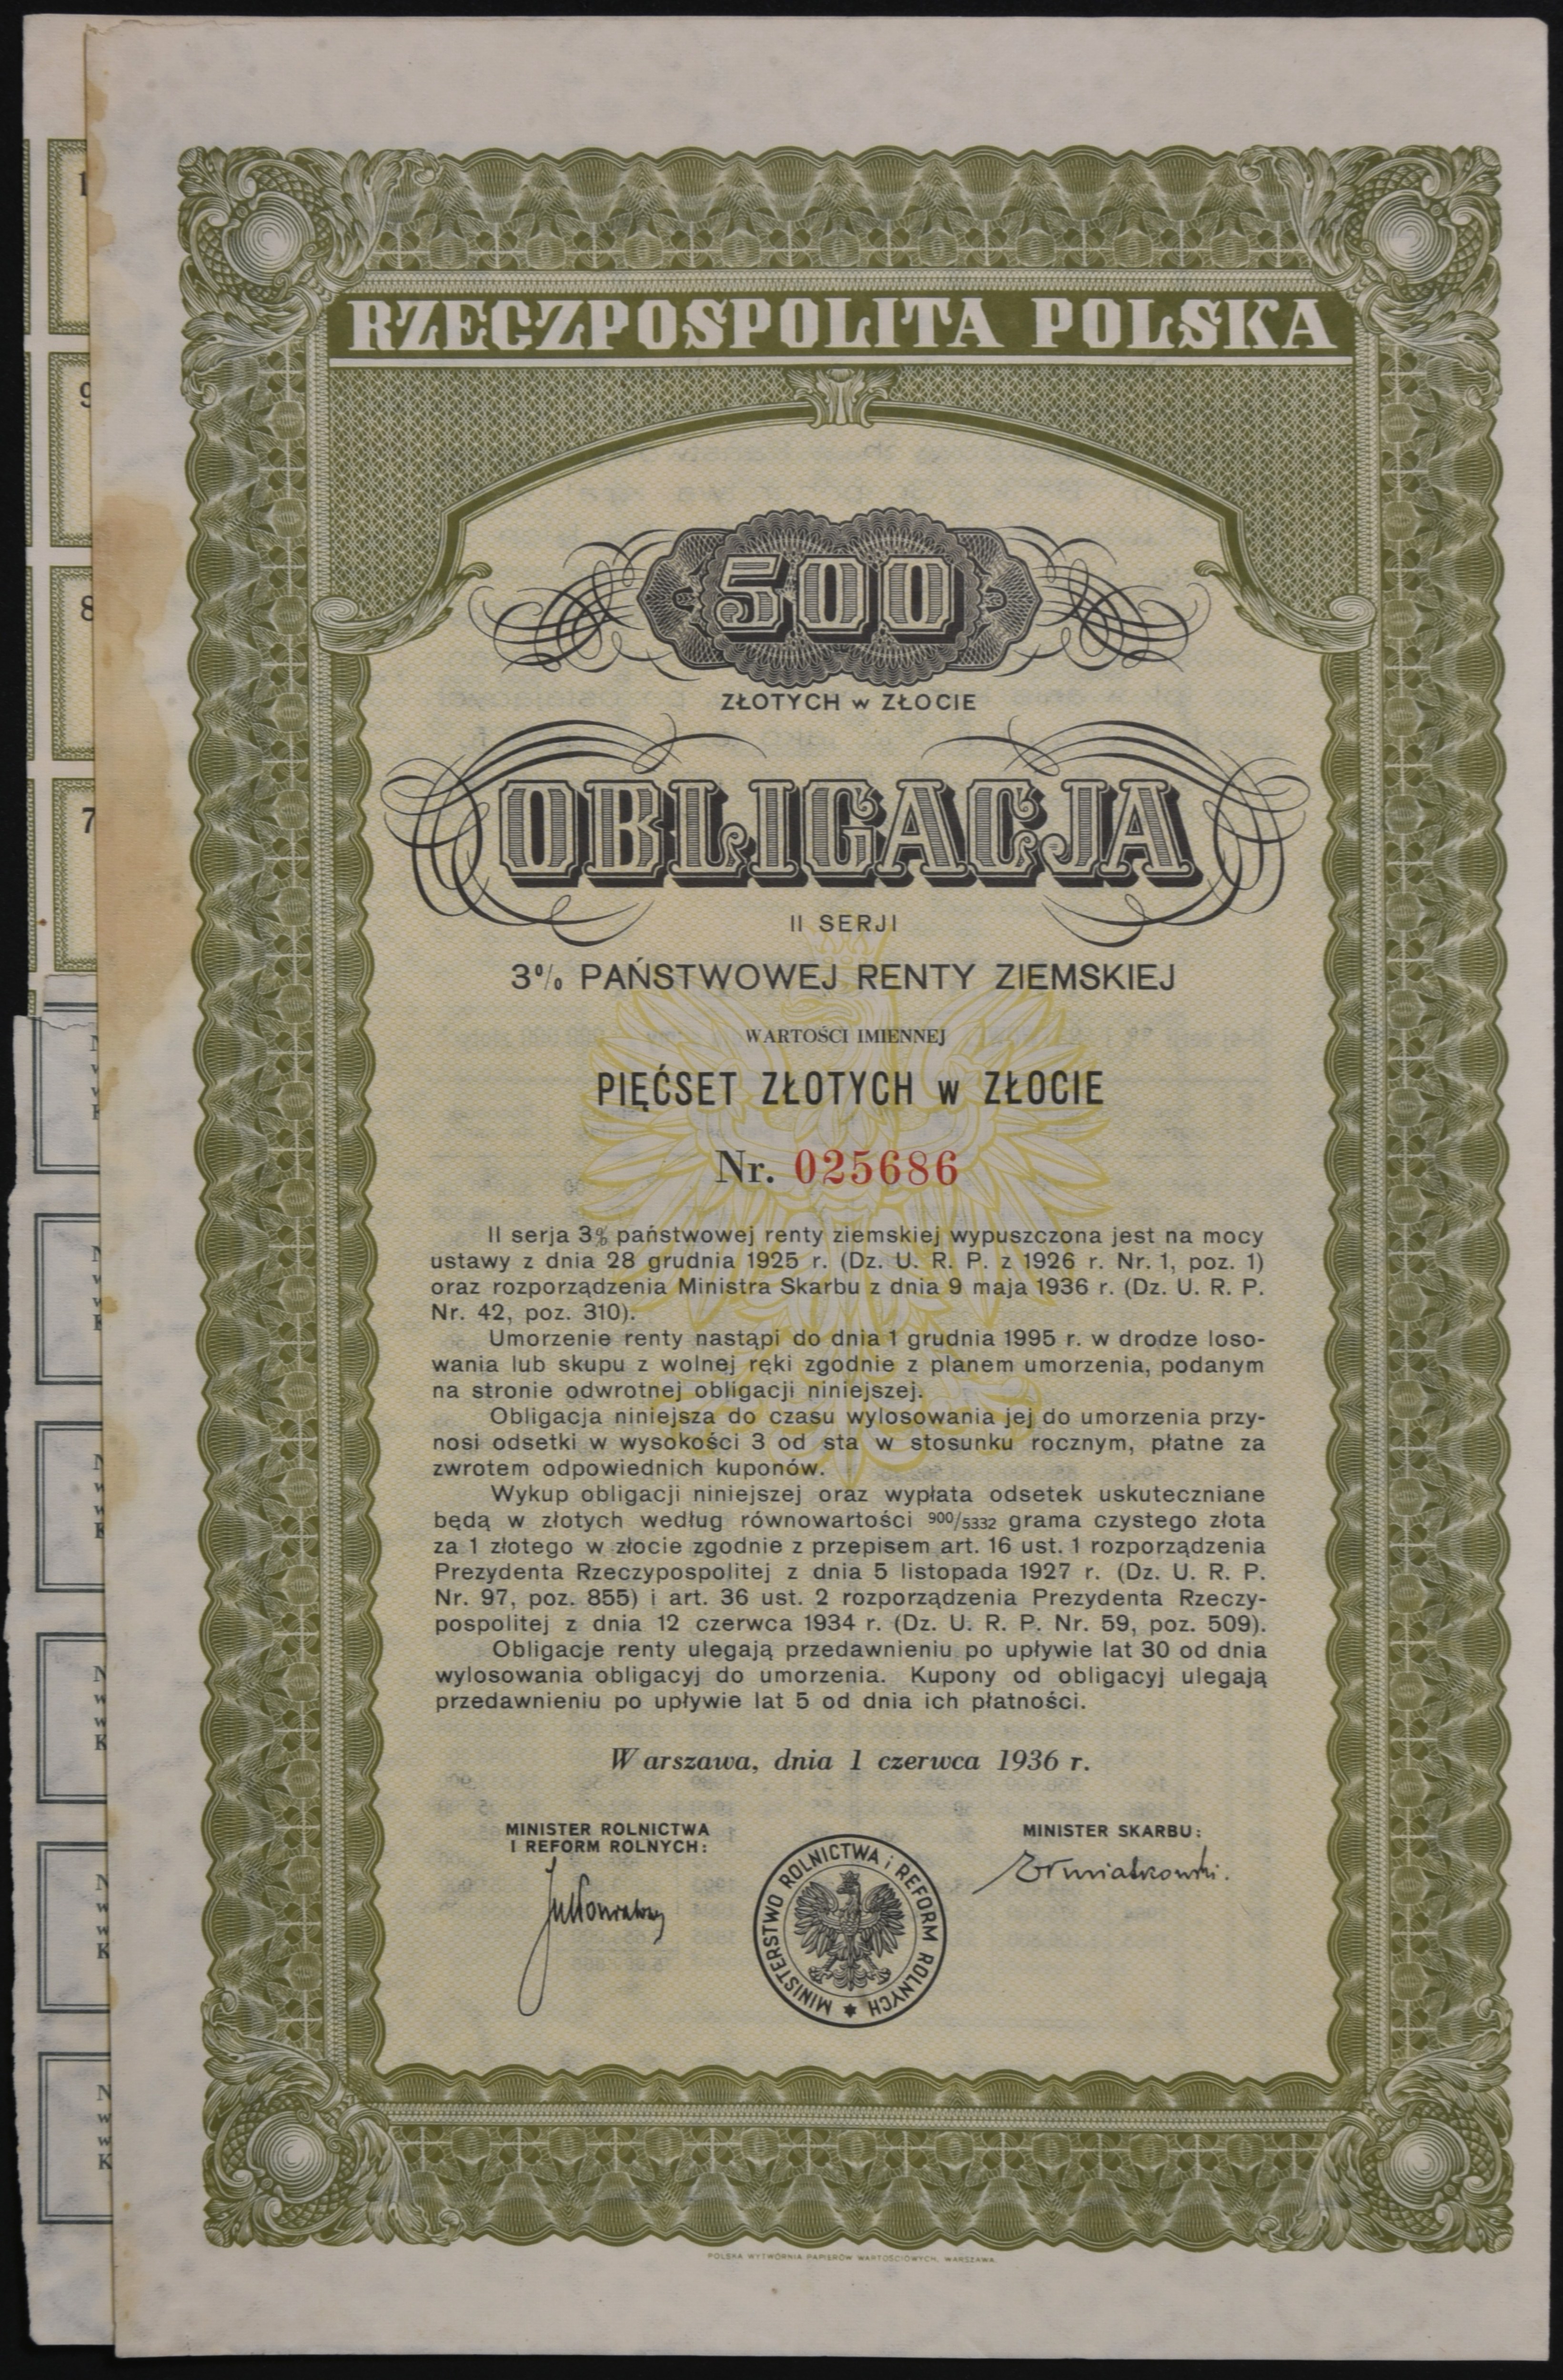 RZECZPOSPOLITA POLSKA
500
ZŁOTYCH w ZŁOCIE
OBLIGACJA
II SERJI
3% PAŃSTWOWEJ RENTY ZIEMSKIEJ
WARTOŚCI IMIENNEJ
PIĘĆSET ZŁOTYCH w ZŁOCIE
Nr. 025686
II serja 3% państwowej renty ziemskiej wypuszczona jest na mocy
ustawy z dnia 28 grudnia 1925 r. (Dz. U. R. P. z 1926 r. Nr. 1, poz. 1)
oraz rozporządzenia Ministra Skarbu z dnia 9 maja 1936 r. (Dz. U. R. P.
Nr. 42, poz. 310).
Umorzenie renty nastąpi do dnia 1 grudnia 1995 r. w drodze loso-
wania lub skupu z wolnej ręki zgodnie z planem umorzenia, podanym
na stronie odwrotnej obligacji niniejszej.
Obligacja niniejsza do czasu wylosowania jej do umorzenia przy-
nosi odsetki w wysokości 3 od sta w stosunku rocznym, płatne za
zwrotem odpowiednich kuponów.
Wykup obligacji niniejszej oraz wypłata odsetek uskuteczniane
będą w złotych według równowartości 900/5332 grama czystego złota
za 1 złotego w złocie zgodnie z przepisem art. 16 ust. 1 rozporządzenia
Prezydenta Rzeczypospolitej z dnia 5 listopada 1927 r. (Dz. U. R. P.
Nr. 97, poz. 855) i art. 36 ust. 2 rozporządzenia Prezydenta Rzeczy-
pospolitej z dnia 12 czerwca 1934 r. (Dz. U. R. P. Nr. 59, poz. 509).
Obligacje renty ulegają przedawnieniu po upływie lat 30 od dnia
wylosowania obligacyj do umorzenia. Kupony od obligacyj ulegają
przedawnieniu po upływie lat 5 od dnia ich płatności.
Warszawa, dnia 1 czerwca 1936 r.
MINISTER ROLNICTWA
I REFORM ROLNYCH:
MINISTER SKARBU:
MINISTERSTWO ROLNICTWA i REFORM ROLNYCH
POLSKA WYTWÓRNIA PAPIERÓW WARTOŚCIOWYCH, WARSZAWA.